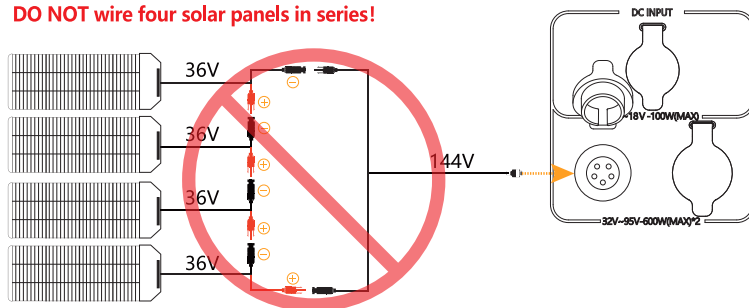 DO NOT wire four solar panels in series!
DC INPUT
36V
~18V -100W(MAX)
36V
144V
36V
32V~95V-600W(MAX)*2
36V